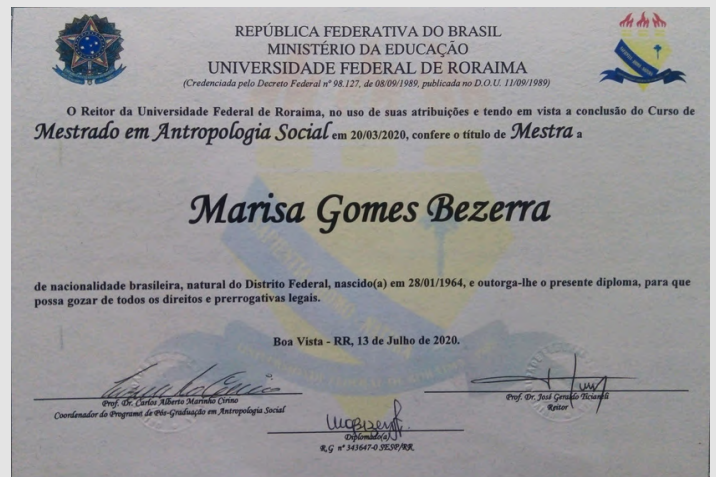 REPÚBLICA FEDERATIVA DO BRASIL
MINISTÉRIO DA EDUCAÇÃO
UNIVERSIDADE FEDERAL DE RORAIMA
(Credenciada pelo Decreto Federal nº 98.127, de 08/09/1989, publicada no D.O.U. 11/09/1989)
O Reitor da Universidade Federal de Roraima, no uso de suas atribuições e tendo em vista a conclusão do Curso de
Mestrado em Antropologia Social em 20/03/2020, confere o título de Mestra a
Marisa Gomes Bezerra
de nacionalidade brasileira, natural do Distrito Federal, nascido(a) em 28/01/1964, e outorga-lhe o presente diploma, para que
possa gozar de todos os direitos e prerrogativas legais.
Boa Vista - RR, 13 de Julho de 2020.
Prof. Dr. Carlos Alberto Marinho Cirino
Coordenador do Programa de Pós-Graduação em Antropologia Social
Prof. Dr. José Geraldo Ticianeli
Reitor
Diplomado(a)
R.G nº 343647-0 SESP/RR